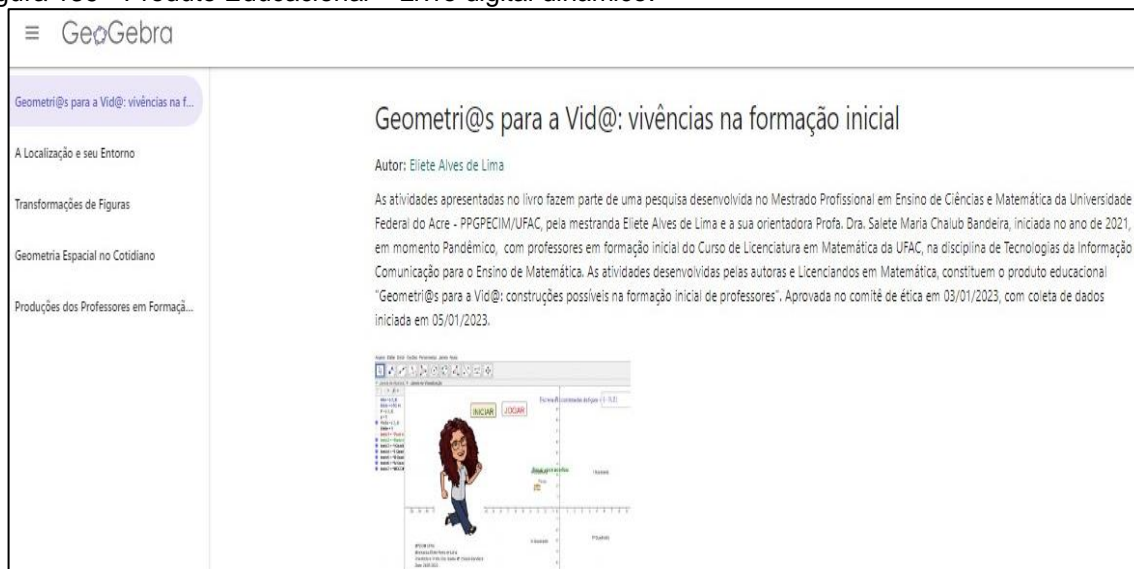 Produto Educacional – Livro digital dinâmico.
GeoGebra
Geometri@s para a Vid@: vivências na f...
A Localização e seu Entorno
Transformações de Figuras
Geometria Espacial no Cotidiano
Produções dos Professores em Formaçã...
Geometri@s para a Vid@: vivências na formação inicial
Autor: Eliete Alves de Lima
As atividades apresentadas no livro fazem parte de uma pesquisa desenvolvida no Mestrado Profissional em Ensino de Ciências e Matemática da Universidade
Federal do Acre - PPGPECIM/UFAC, pela mestranda Eliete Alves de Lima e a sua orientadora Profa. Dra. Salete Maria Chalub Bandeira, iniciada no ano de 2021,
em momento Pandêmico, com professores em formação inicial do Curso de Licenciatura em Matemática da UFAC, na disciplina de Tecnologias da Informação
Comunicação para o Ensino de Matemática. As atividades desenvolvidas pelas autoras e Licenciandos em Matemática, constituem o produto educacional
"Geometri@s para a Vid@: construções possíveis na formação inicial de professores". Aprovada no comitê de ética em 03/01/2023, com coleta de dados
iniciada em 05/01/2023.
INICIAR JOGAR